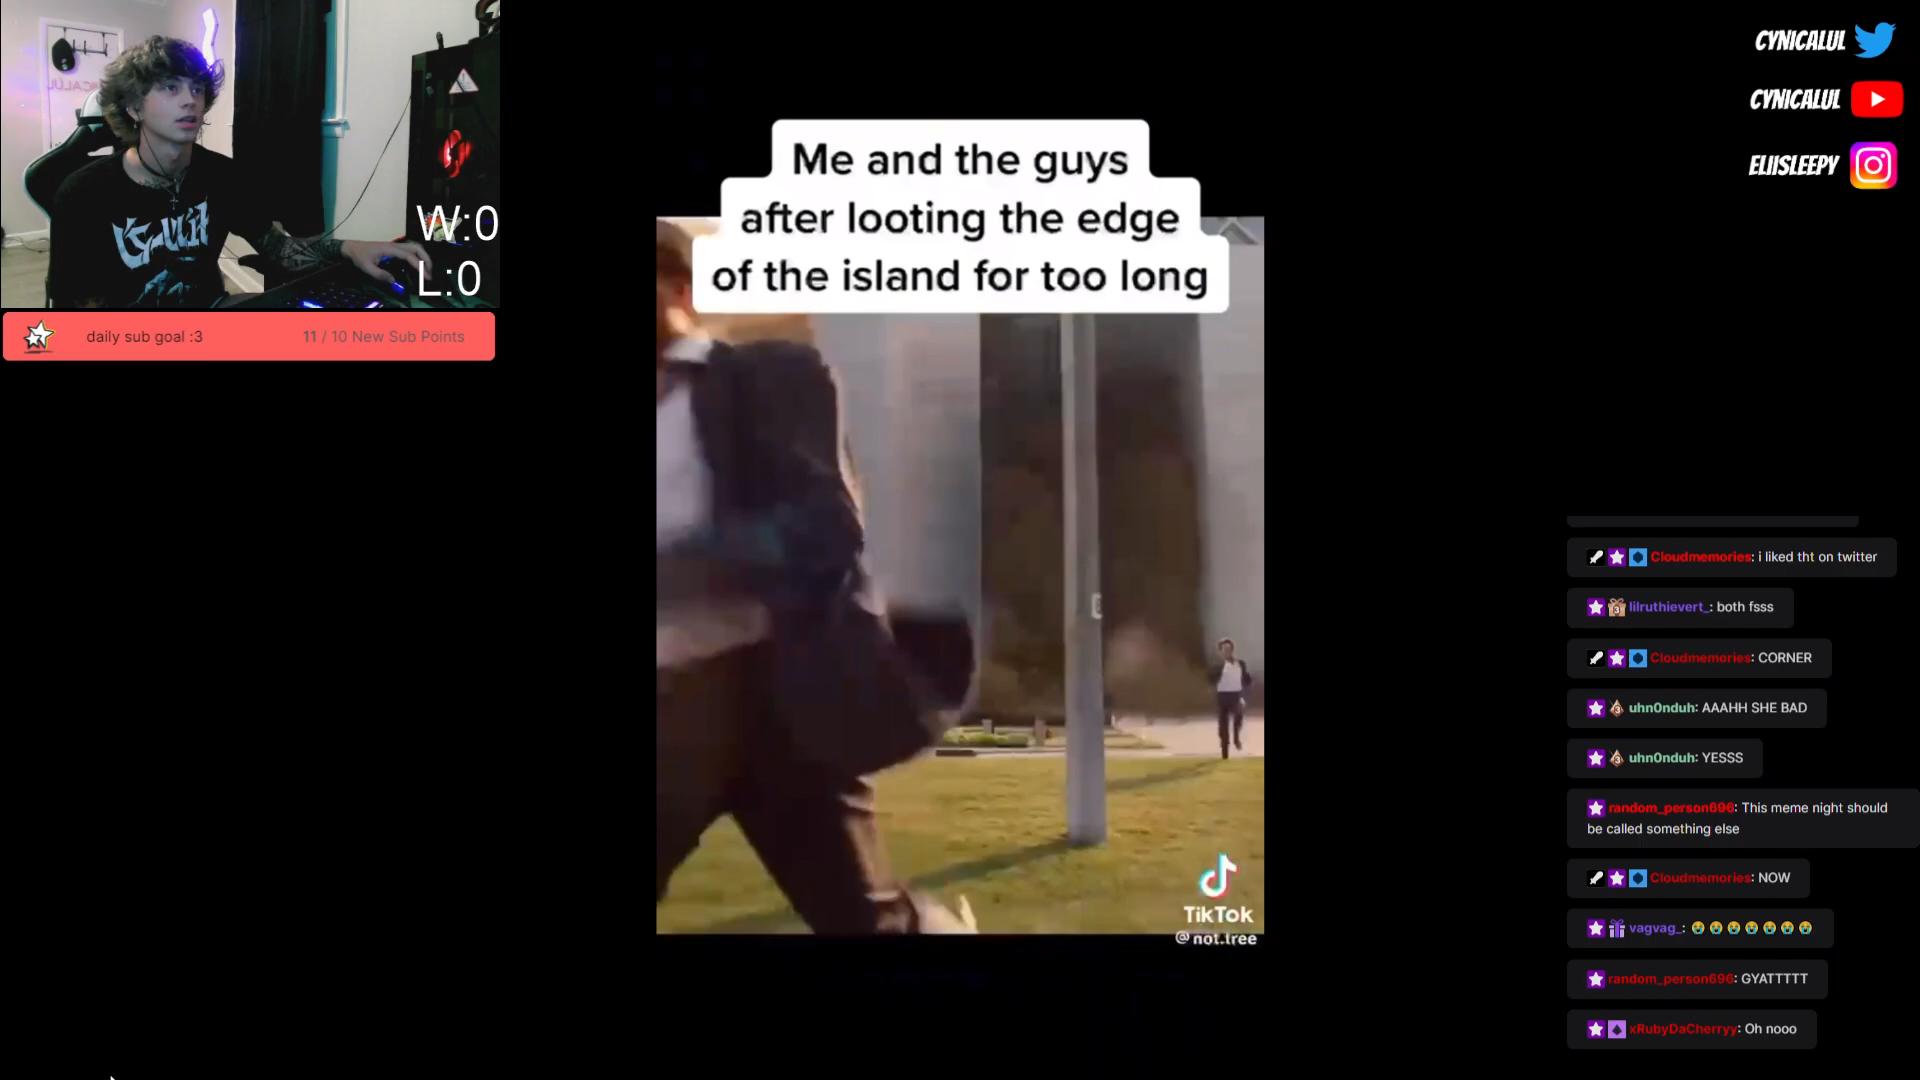 W:0
L:0
daily sub goal :3
11 / 10 New Sub Points
Me and the guys
after looting the edge
of the island for too long
TikTok
@not.tree
CYNICALUL
CYNICALUL
ELIISLEEPY
Cloudmemories: i liked tht on twitter
lilruthievert_: both fsss
Cloudmemories: CORNER
uhn0nduh: AAAHH SHE BAD
uhn0nduh: YESSS
random_person696: This meme night should
be called something else
Cloudmemories: NOW
vagvag_: 😭😭😭😭😭😭😭
random_person696: GYATTTTT
xRubyDaCherryy: Oh nooo